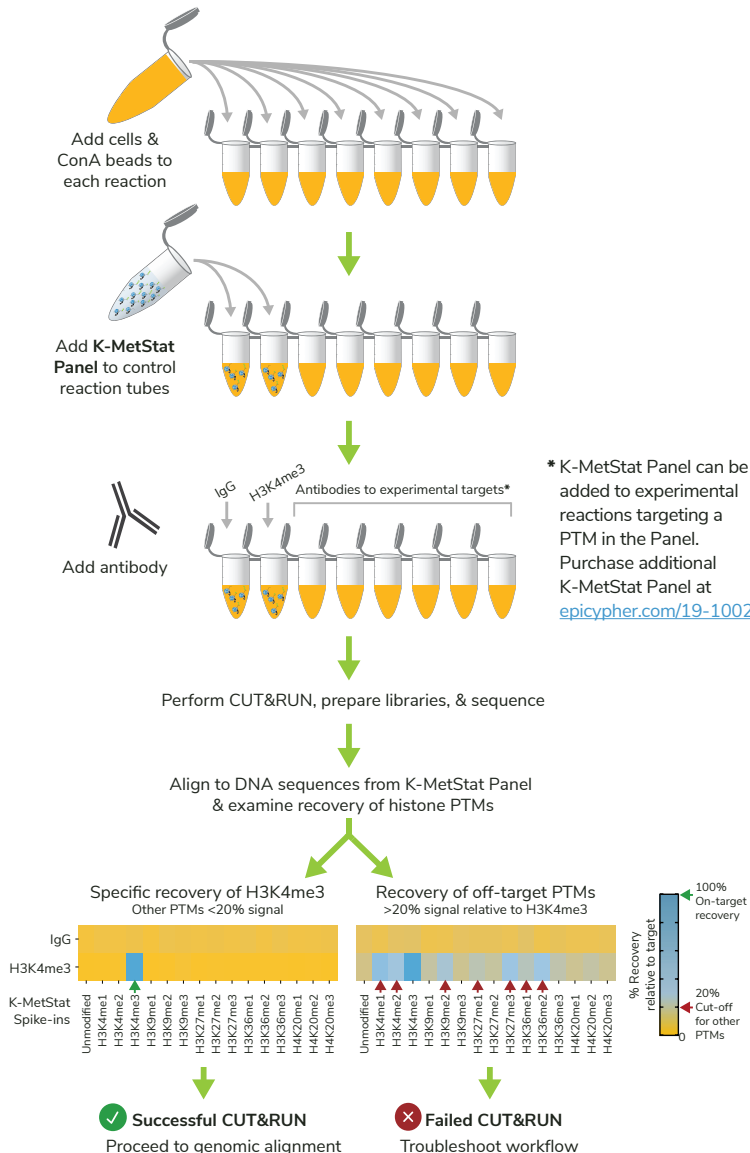 Add cells &
ConA beads to
each reaction
Add K-MetStat
Panel to control
reaction tubes
IgG
H3K4me3
Antibodies to experimental targets*
Add antibody
* K-MetStat Panel can be
added to experimental
reactions targeting a
PTM in the Panel.
Purchase additional
K-MetStat Panel at
epicypher.com/19-1002
Perform CUT&RUN, prepare libraries, & sequence
Align to DNA sequences from K-MetStat Panel
& examine recovery of histone PTMs
Specific recovery of H3K4me3
Other PTMs <20% signal
Recovery of off-target PTMs
>20% signal relative to H3K4me3
IgG
H3K4me3
K-MetStat
Spike-ins
Unmodified
H3K4me1
H3K4me2
H3K4me3
H3K9me1
H3K9me2
H3K9me3
H3K27me1
H3K27me2
H3K27me3
H3K36me1
H3K36me2
H3K36me3
H4K20me1
H4K20me2
H4K20me3
Unmodified
H3K4me1
H3K4me2
H3K4me3
H3K9me1
H3K9me2
H3K9me3
H3K27me1
H3K27me2
H3K27me3
H3K36me1
H3K36me2
H3K36me3
H4K20me1
H4K20me2
H4K20me3
% Recovery
relative to target
100%
On-target
recovery
20%
Cut-off
for other
PTMs
0
Successful CUT&RUN
Proceed to genomic alignment
Failed CUT&RUN
Troubleshoot workflow